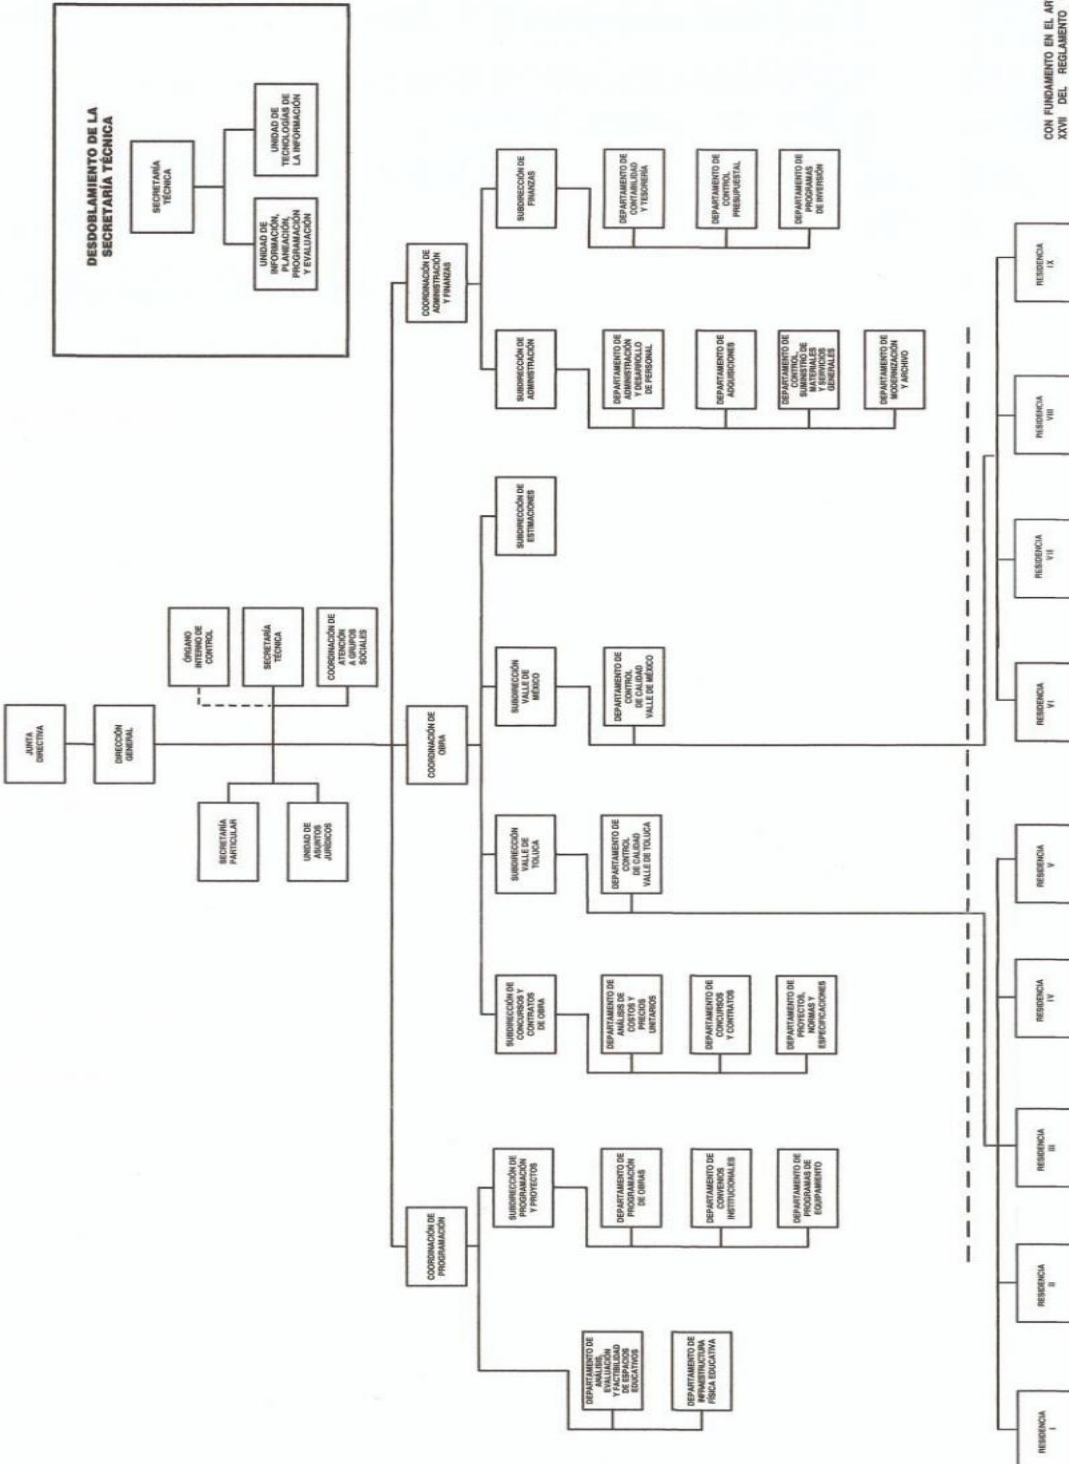 JUNTA
DIRECTIVA
DIRECCIÓN
GENERAL
SECRETARÍA
PARTICULAR
UNIDAD DE
ASUNTOS
JURÍDICOS
ÓRGANO
INTERNO DE
CONTROL
SECRETARÍA
TÉCNICA
COORDINACIÓN DE
ATENCIÓN
A GRUPOS
SOCIALES
DESDOBLAMIENTO DE LA
SECRETARÍA TÉCNICA
SECRETARÍA
TÉCNICA
UNIDAD DE
INFORMACIÓN,
PLANEACIÓN,
PROGRAMACIÓN
Y EVALUACIÓN
UNIDAD DE
TECNOLOGÍAS DE
LA INFORMACIÓN
COORDINACIÓN DE
PROGRAMACIÓN
COORDINACIÓN DE
OBRA
COORDINACIÓN DE
ADMINISTRACIÓN
Y FINANZAS
SUBDIRECCIÓN DE
PROGRAMACIÓN
Y PROYECTOS
SUBDIRECCIÓN DE
CONCURSOS Y
CONTRATOS
DE OBRA
SUBDIRECCIÓN
VALLE DE
TOLUCA
SUBDIRECCIÓN
VALLE DE
MÉXICO
SUBDIRECCIÓN DE
ESTIMACIONES
SUBDIRECCIÓN DE
ADMINISTRACIÓN
SUBDIRECCIÓN DE
FINANZAS
DEPARTAMENTO DE
ANÁLISIS,
EVALUACIÓN
Y FACTIBILIDAD
DE ESPACIOS
EDUCATIVOS
DEPARTAMENTO DE
INFRAESTRUCTURA
FÍSICA EDUCATIVA
DEPARTAMENTO DE
PROGRAMACIÓN
DE OBRAS
DEPARTAMENTO DE
CONVENIOS
INSTITUCIONALES
DEPARTAMENTO DE
PROGRAMAS DE
EQUIPAMIENTO
DEPARTAMENTO DE
ANÁLISIS DE
COSTOS Y
PRECIOS
UNITARIOS
DEPARTAMENTO DE
CONCURSOS
Y CONTRATOS
DEPARTAMENTO DE
PROYECTOS,
NORMAS Y
ESPECIFICACIONES
DEPARTAMENTO DE
CONTROL
DE CALIDAD
VALLE DE TOLUCA
DEPARTAMENTO DE
CONTROL
DE CALIDAD
VALLE DE MÉXICO
DEPARTAMENTO DE
ADMINISTRACIÓN
Y DESARROLLO
DE PERSONAL
DEPARTAMENTO DE
ADQUISICIONES
DEPARTAMENTO DE
CONTROL,
SUMINISTRO DE
MATERIALES
Y SERVICIOS
GENERALES
DEPARTAMENTO DE
MODERNIZACIÓN
Y ARCHIVO
DEPARTAMENTO DE
CONTABILIDAD
Y TESORERÍA
DEPARTAMENTO DE
CONTROL
PRESUPUESTAL
DEPARTAMENTO DE
PROGRAMAS
DE INVERSIÓN
RESIDENCIA
I
RESIDENCIA
II
RESIDENCIA
III
RESIDENCIA
IV
RESIDENCIA
V
RESIDENCIA
VI
RESIDENCIA
VII
RESIDENCIA
VIII
RESIDENCIA
IX
CON FUNDAMENTO EN EL AR
XXVII DEL REGLAMENTO